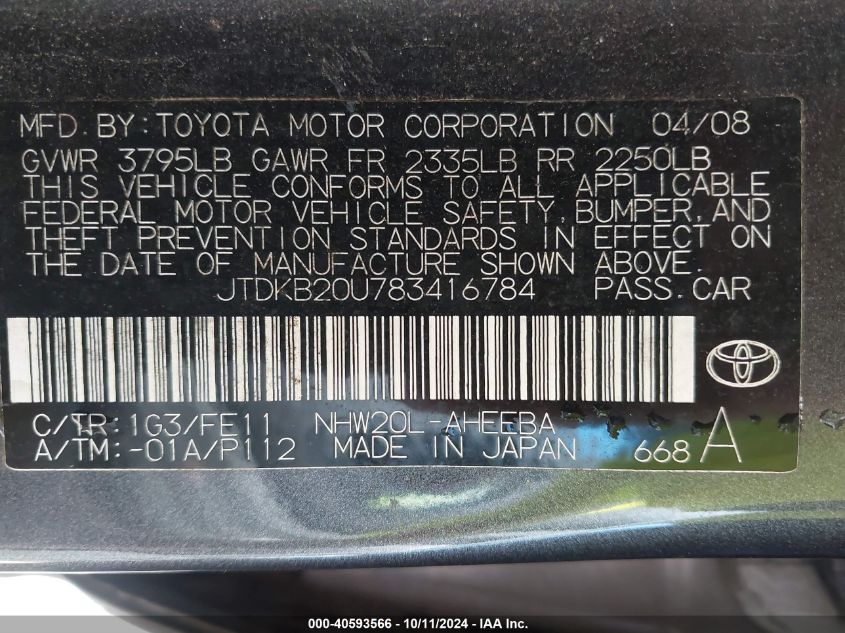 MFD. BY: TOYOTA MOTOR CORPORATION 04/08
GVWR 3795LB GAWR FR 2335LB RR 2250LB
THIS VEHICLE CONFORMS TO ALL APPLICABLE
FEDERAL MOTOR VEHICLE SAFETY, BUMPER, AND
THEFT PREVENTION STANDARDS IN EFFECT ON
THE DATE OF MANUFACTURE SHOWN ABOVE.
JTDKB20U783416784 PASS. CAR
C/TR: 1G3/FE11 NHW20L-AHEEBA
A/TM: -01A/P112 MADE IN JAPAN 668 A
000-40593566 - 10/11/2024 - IAA Inc.